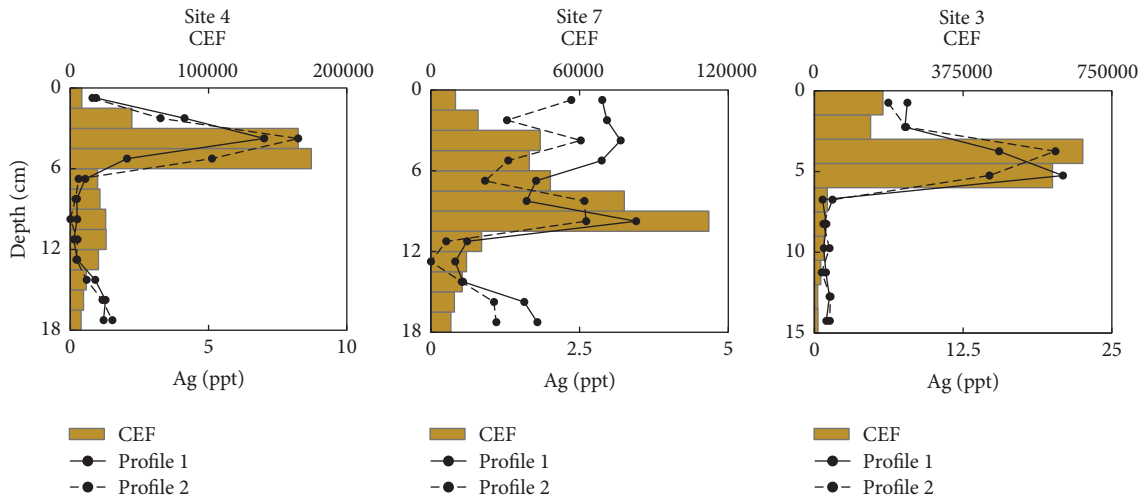 Site 4
CEF
0 100000 200000
0
6
12
18
Depth (cm)
0 5 10
Ag (ppt)
CEF
Profile 1
Profile 2
Site 7
CEF
0 60000 120000
0
6
12
18
0 2.5 5
Ag (ppt)
CEF
Profile 1
Profile 2
Site 3
CEF
0 375000 750000
0
5
10
15
0 12.5 25
Ag (ppt)
CEF
Profile 1
Profile 2